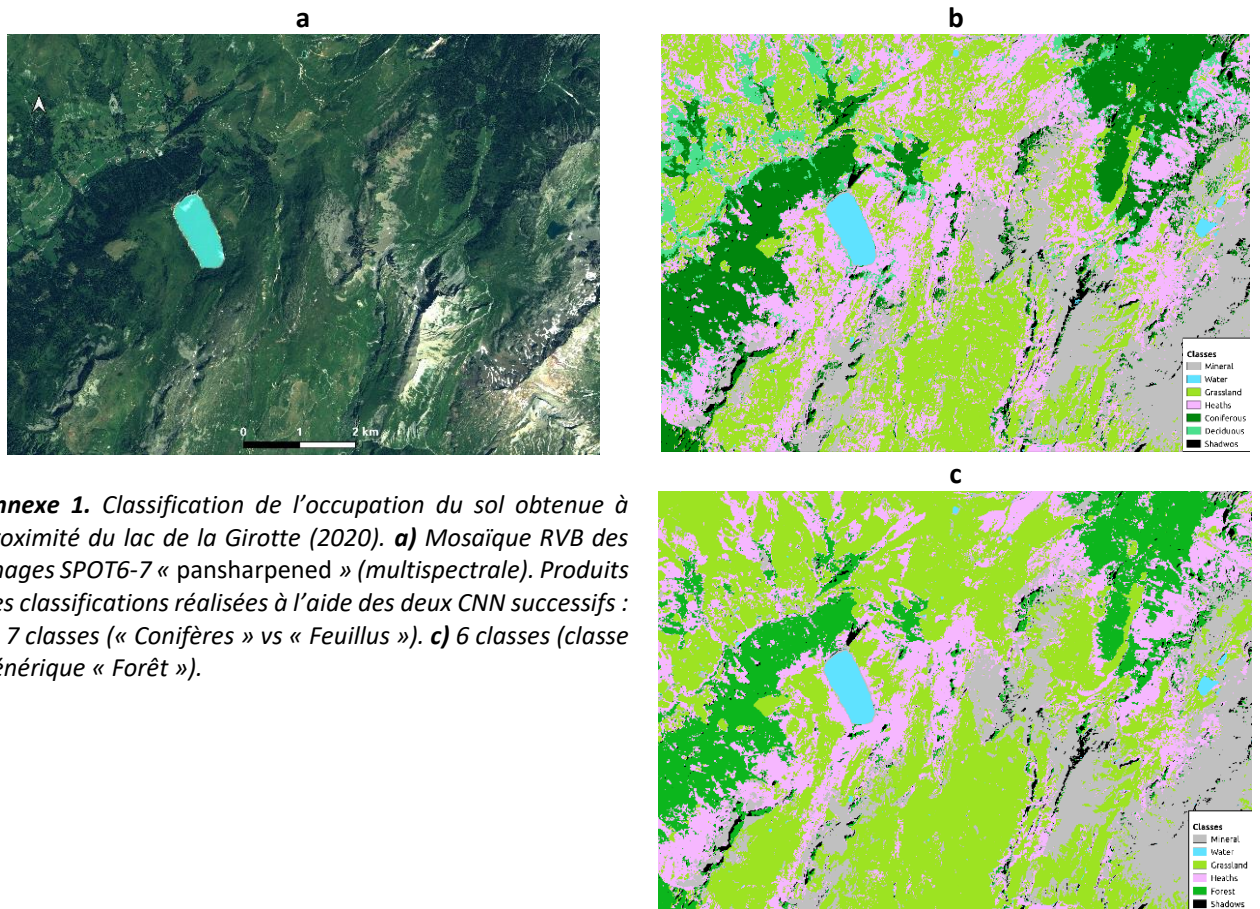 a
b
0 1 2 km
Classes
Mineral
Water
Grassland
Heaths
Coniferous
Deciduous
Shadwos
c
nnexe 1. Classification de l’occupation du sol obtenue à
roximité du lac de la Girotte (2020). a) Mosaïque RVB des
nages SPOT6-7 « pansharpened » (multispectrale). Produits
es classifications réalisées à l’aide des deux CNN successifs :
7 classes (« Conifères » vs « Feuillus »). c) 6 classes (classe
énérique « Forêt »).
Classes
Mineral
Water
Grassland
Heaths
Forest
Shadows